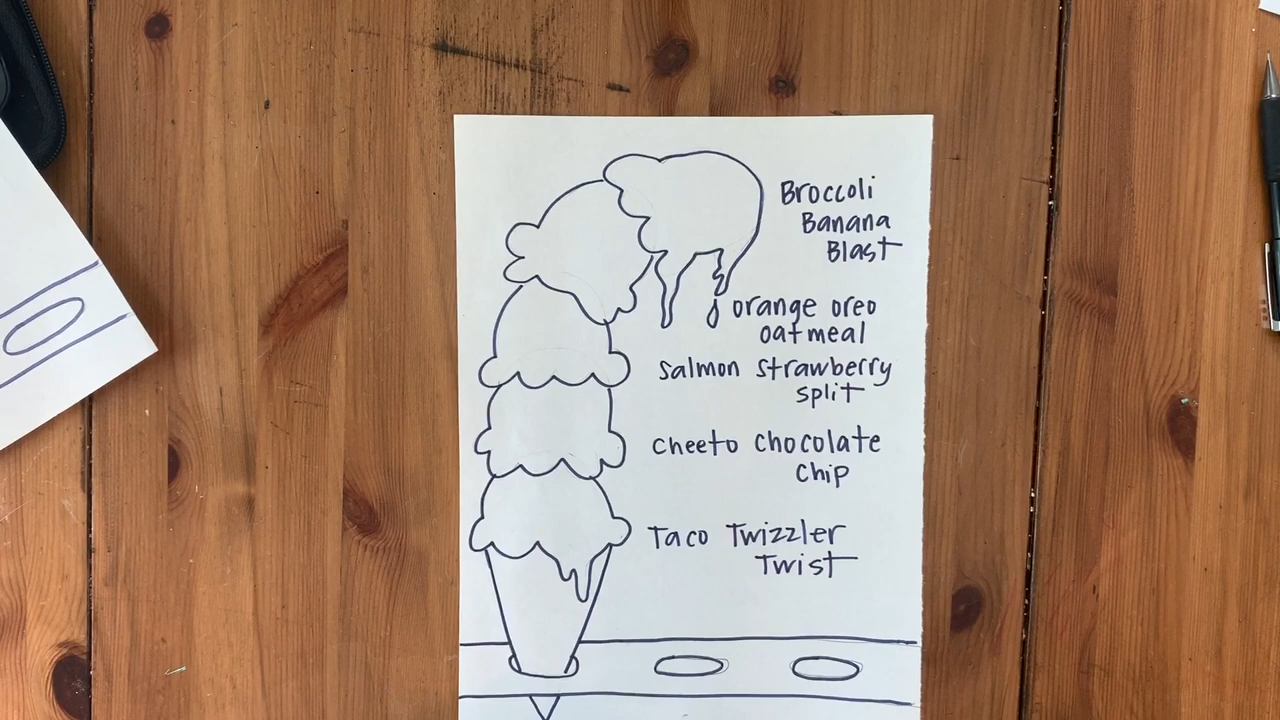 Broccoli
Banana
Blast
orange oreo
oatmeal
Salmon strawberry
split
Cheeto chocolate
chip
Taco Twizzler
Twist